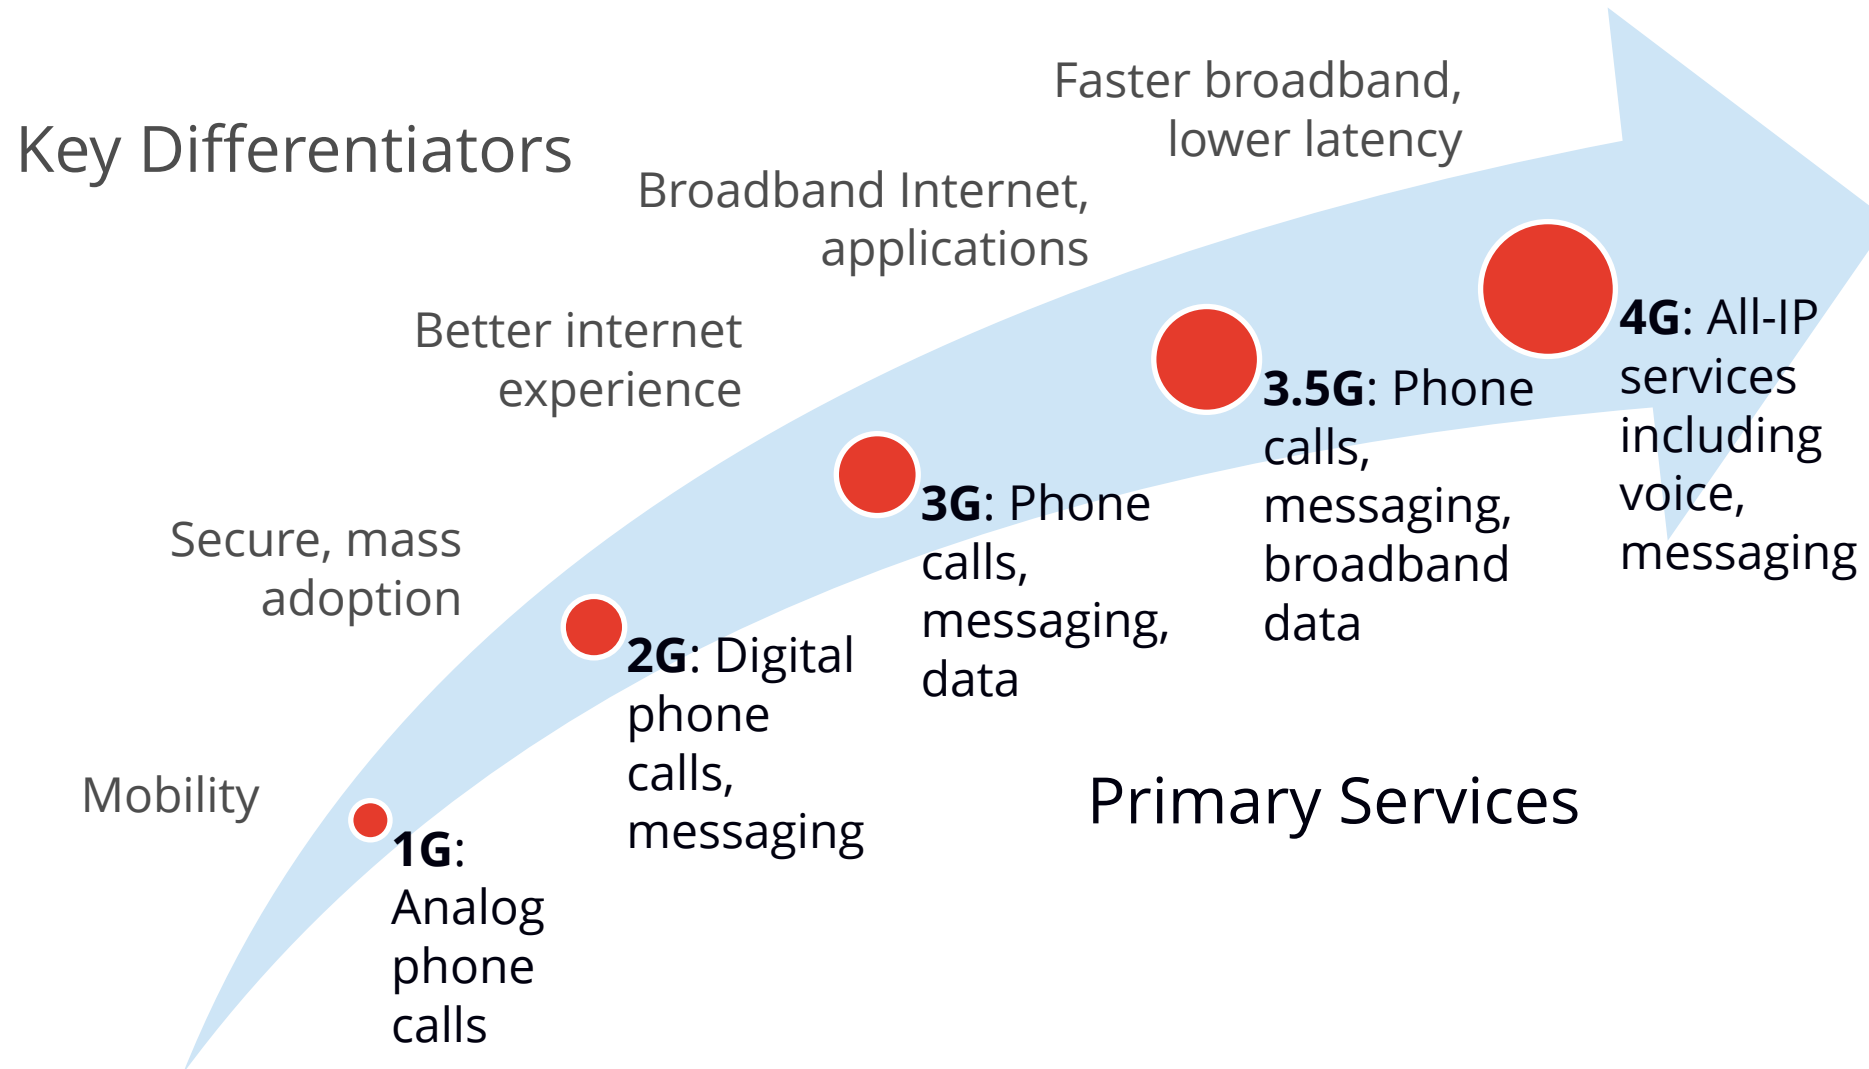 Key Differentiators
Faster broadband,
lower latency
Broadband Internet,
applications
Better internet
experience
Secure, mass
adoption
Mobility
1G:
Analog
phone
calls
2G: Digital
phone
calls,
messaging
3G: Phone
calls,
messaging,
data
3.5G: Phone
calls,
messaging,
broadband
data
4G: All-IP
services
including
voice,
messaging
Primary Services